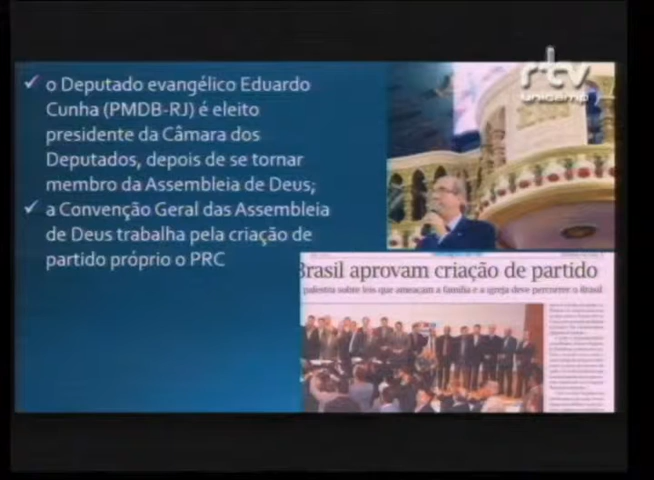 rtv
unicamp
✓ o Deputado evangélico Eduardo
Cunha (PMDB-RJ) é eleito
presidente da Câmara dos
Deputados, depois de se tornar
membro da Assembleia de Deus;
✓ a Convenção Geral das Assembleia
de Deus trabalha pela criação de
partido próprio o PRC
Brasil aprovam criação de partido
palestra sobre leis que ameaçam a família e a igreja deve percorrer o Brasil